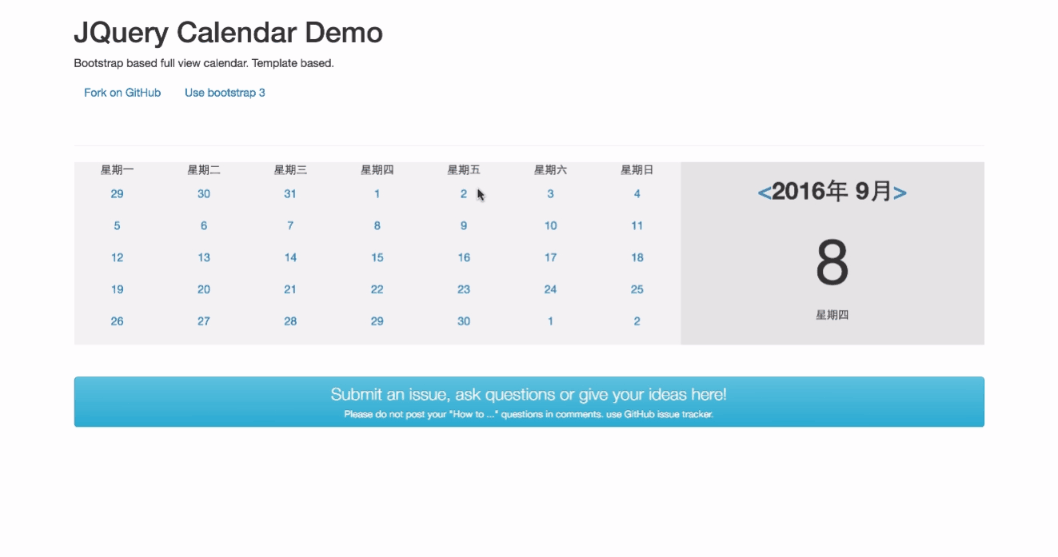 JQuery Calendar Demo
Bootstrap based full view calendar. Template based.
Fork on GitHub Use bootstrap 3
星期一 星期二 星期三 星期四 星期五 星期六 星期日
29 30 31 1 2 3 4
5 6 7 8 9 10 11
12 13 14 15 16 17 18
19 20 21 22 23 24 25
26 27 28 29 30 1 2
<2016年 9月>
8
星期四
Submit an issue, ask questions or give your ideas here!
Please do not post your "How to ..." questions in comments. use GitHub issue tracker.